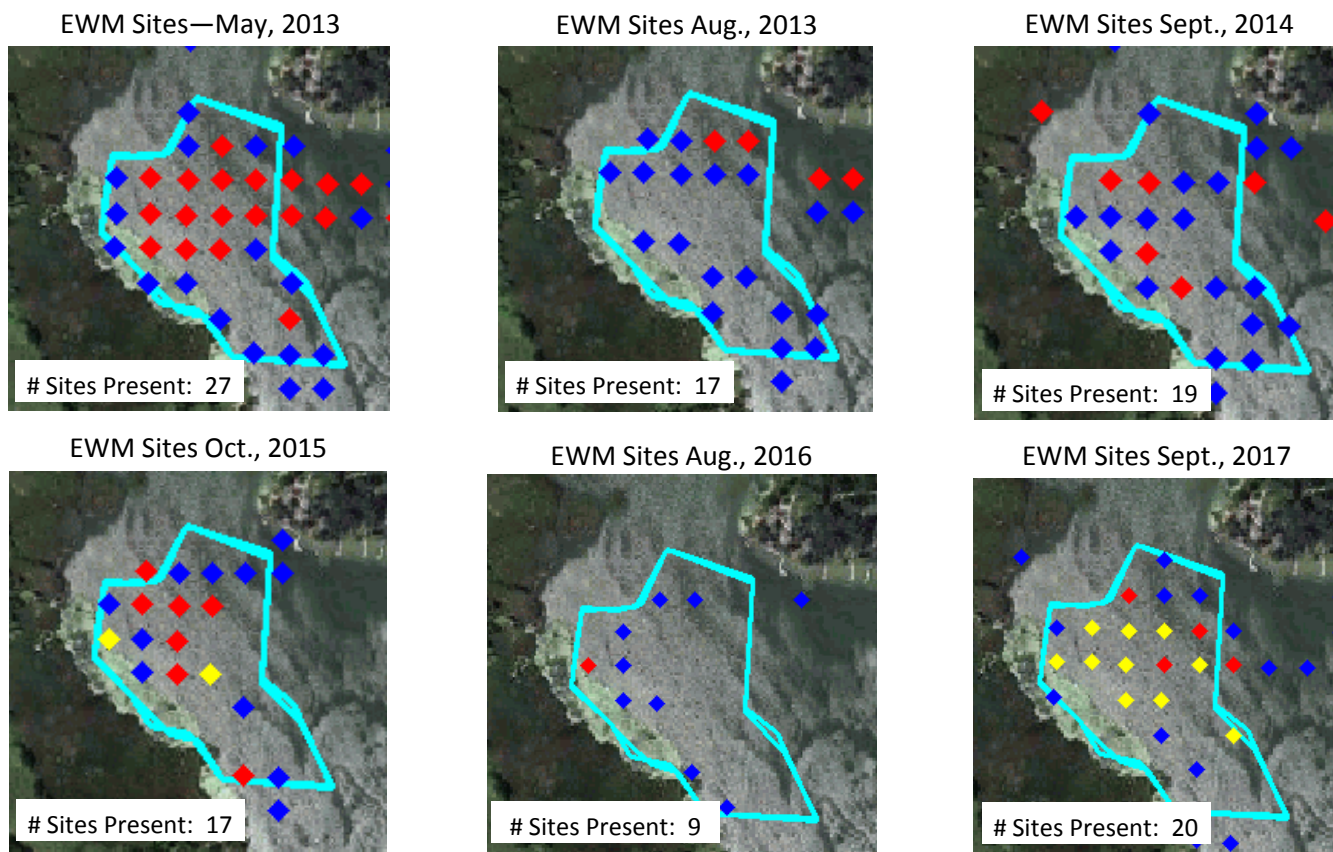 EWM Sites—May, 2013
EWM Sites Aug., 2013
EWM Sites Sept., 2014
# Sites Present: 27
# Sites Present: 17
# Sites Present: 19
EWM Sites Oct., 2015
EWM Sites Aug., 2016
EWM Sites Sept., 2017
# Sites Present: 17
# Sites Present: 9
# Sites Present: 20